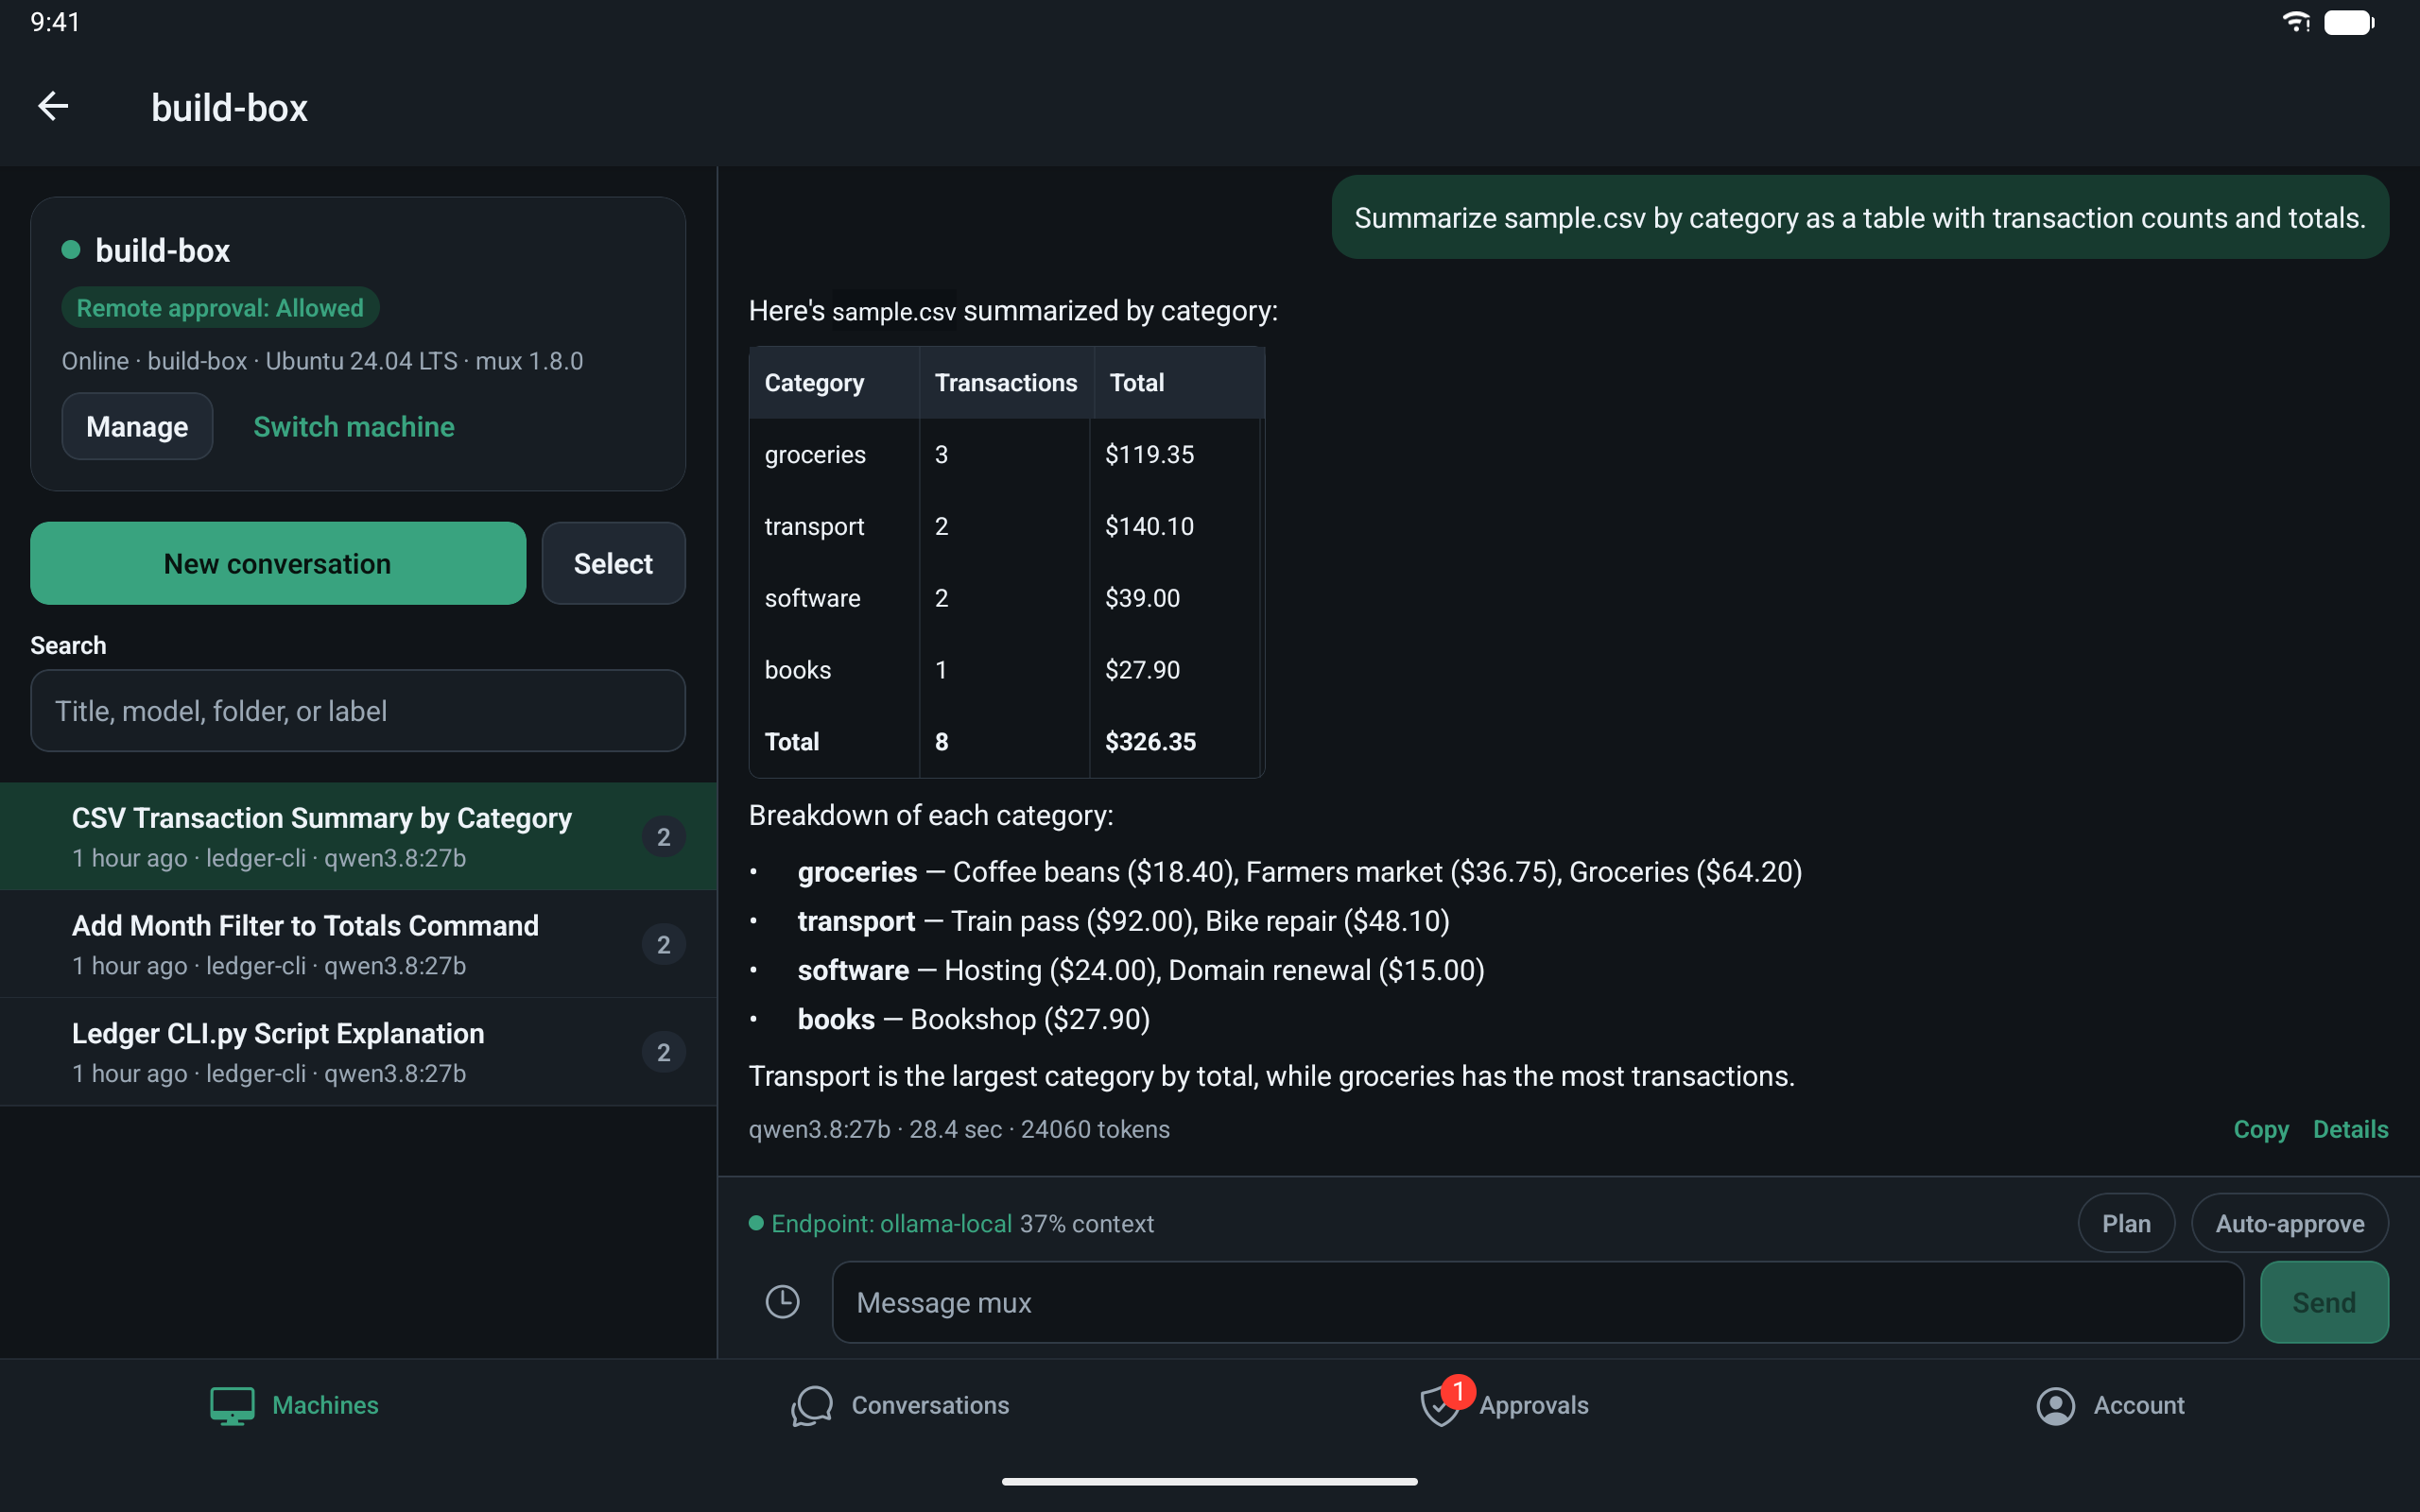 9:41
build-box
build-box
Remote approval: Allowed
Online · build-box · Ubuntu 24.04 LTS · mux 1.8.0
Manage
Switch machine
New conversation
Select
Search
Title, model, folder, or label
CSV Transaction Summary by Category
1 hour ago · ledger-cli · qwen3.8:27b
2
Add Month Filter to Totals Command
1 hour ago · ledger-cli · qwen3.8:27b
2
Ledger CLI.py Script Explanation
1 hour ago · ledger-cli · qwen3.8:27b
2
Summarize sample.csv by category as a table with transaction counts and totals.
Here's sample.csv summarized by category:
Category Transactions Total
groceries 3 $119.35
transport 2 $140.10
software 2 $39.00
books 1 $27.90
Total 8 $326.35
Breakdown of each category:
• groceries — Coffee beans ($18.40), Farmers market ($36.75), Groceries ($64.20)
• transport — Train pass ($92.00), Bike repair ($48.10)
• software — Hosting ($24.00), Domain renewal ($15.00)
• books — Bookshop ($27.90)
Transport is the largest category by total, while groceries has the most transactions.
qwen3.8:27b · 28.4 sec · 24060 tokens
Copy Details
Endpoint: ollama-local 37% context
Plan
Auto-approve
Message mux
Send
Machines
Conversations
1
Approvals
Account